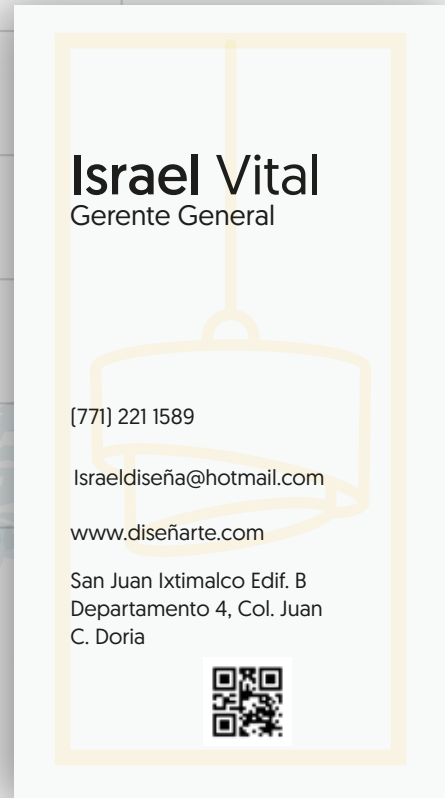 Israel Vital
Gerente General
(771) 221 1589
Israeldiseña@hotmail.com
www.diseñarte.com
San Juan Ixtimalco Edif. B
Departamento 4, Col. Juan
C. Doria